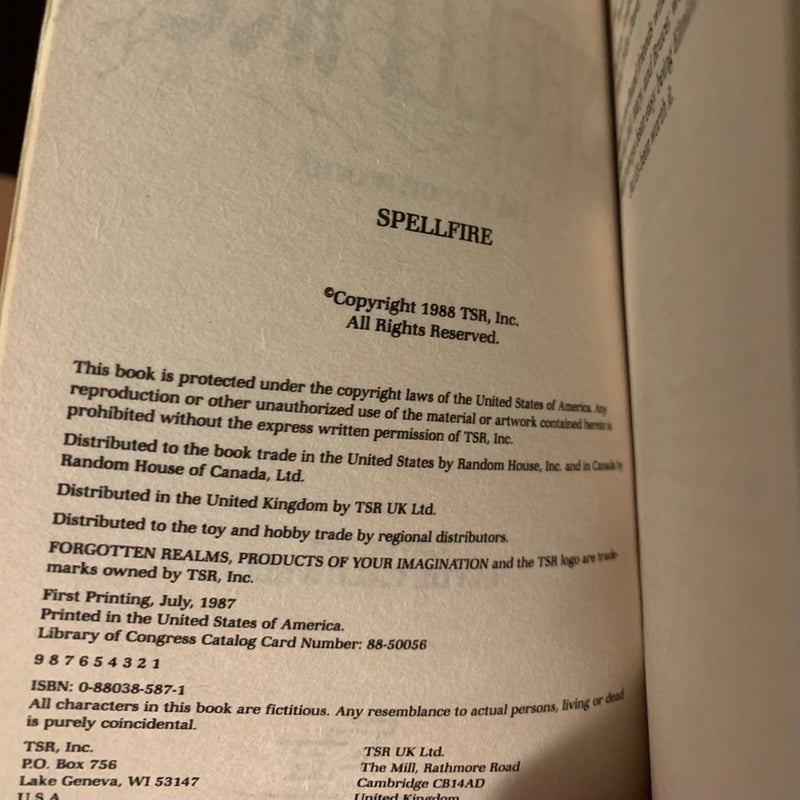 SPELLFIRE
©Copyright 1988 TSR, Inc.
All Rights Reserved.
This book is protected under the copyright laws of the United States of America. Any
reproduction or other unauthorized use of the material or artwork contained herein is
prohibited without the express written permission of TSR, Inc.
Distributed to the book trade in the United States by Random House, Inc. and in Canada by
Random House of Canada, Ltd.
Distributed in the United Kingdom by TSR UK Ltd.
Distributed to the toy and hobby trade by regional distributors.
FORGOTTEN REALMS, PRODUCTS OF YOUR IMAGINATION and the TSR logo are trade
marks owned by TSR, Inc.
First Printing, July, 1987
Printed in the United States of America.
Library of Congress Catalog Card Number: 88-50056
9 8 7 6 5 4 3 2 1
ISBN: 0-88038-587-1
All characters in this book are fictitious. Any resemblance to actual persons, living or dead
is purely coincidental.
TSR, Inc.
P.O. Box 756
Lake Geneva, WI 53147
U.S.A.
TSR UK Ltd.
The Mill, Rathmore Road
Cambridge CB14AD
United Kingdom